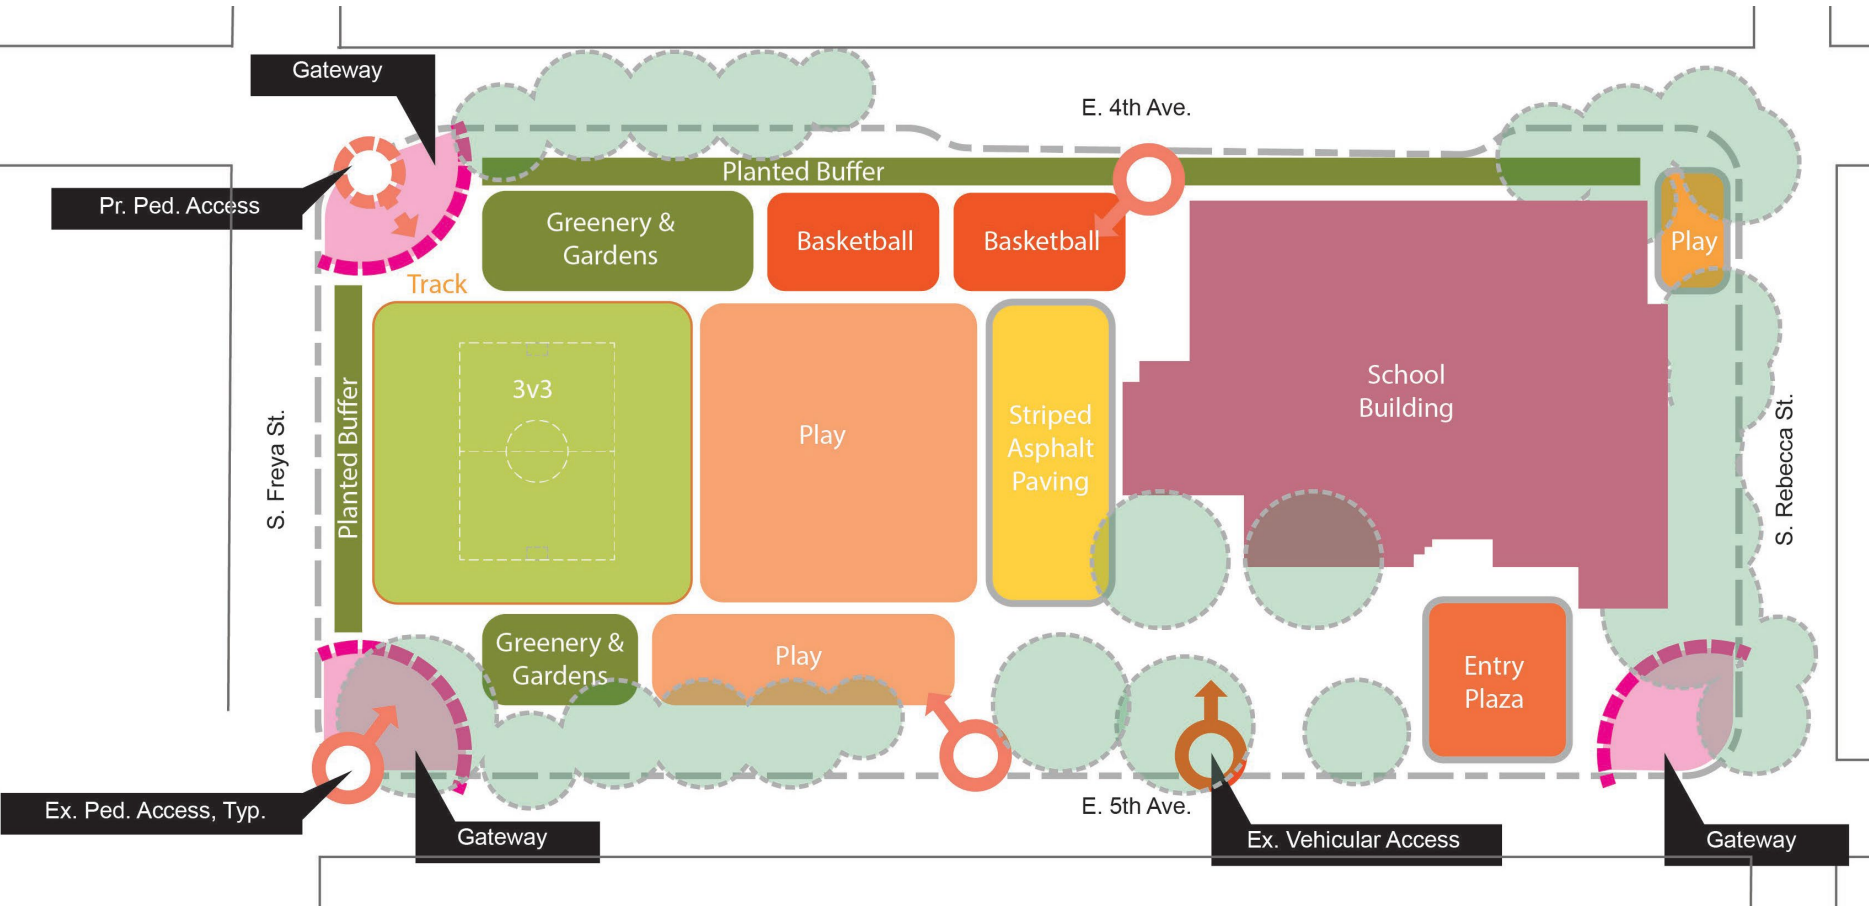 Gateway
E. 4th Ave.
Planted Buffer
Pr. Ped. Access
Greenery &
Gardens
Basketball
Basketball
Play
Track
3v3
Play
Striped
Asphalt
Paving
School
Building
Planted Buffer
S. Freya St.
S. Rebecca St.
Greenery &
Gardens
Play
Entry
Plaza
Ex. Ped. Access, Typ.
Gateway
E. 5th Ave.
Ex. Vehicular Access
Gateway